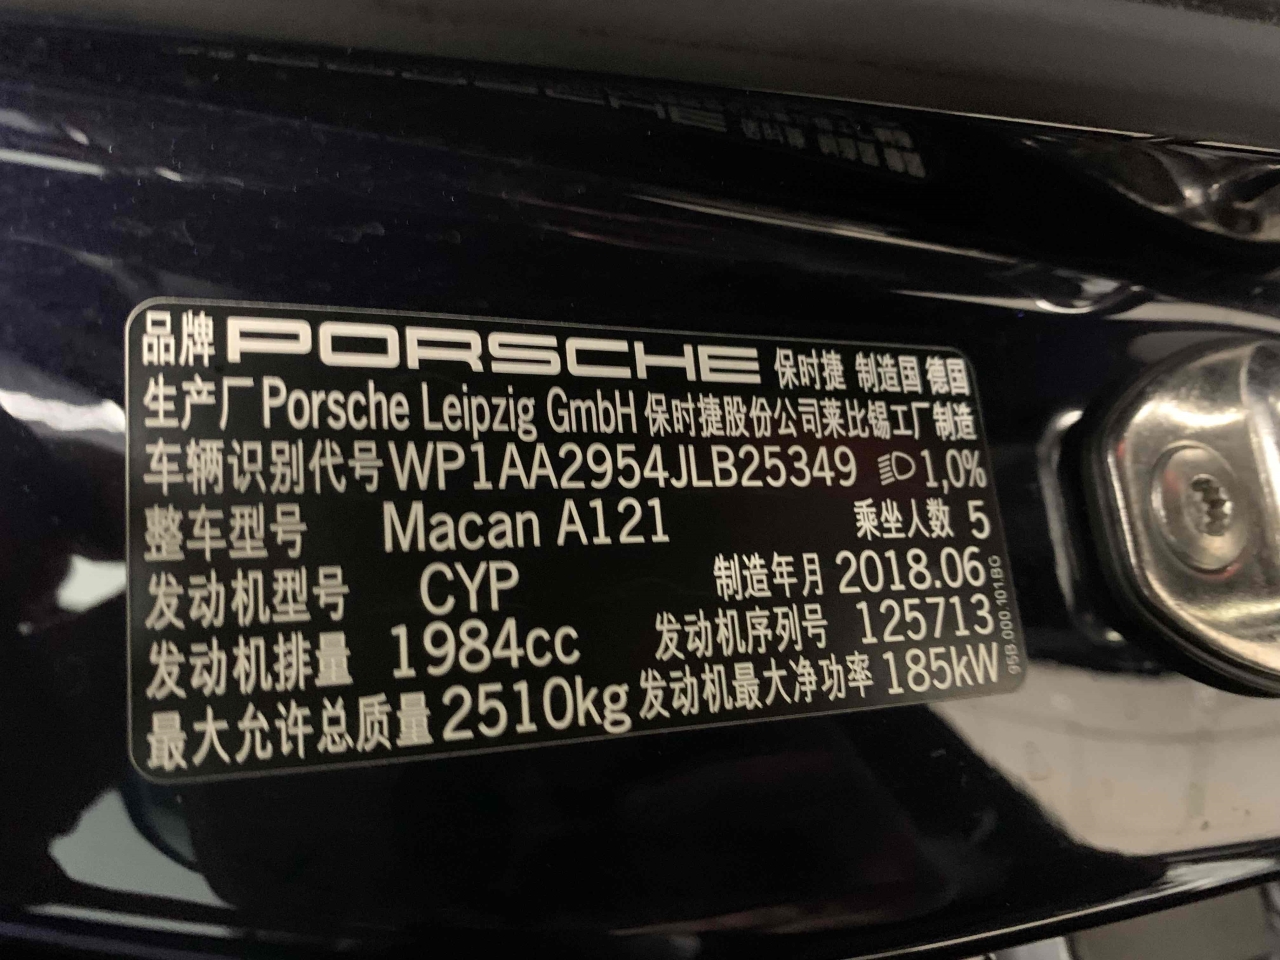 品牌 PORSCHE 保时捷 制造国 德国
生产厂 Porsche Leipzig GmbH 保时捷股份公司莱比锡工厂制造
车辆识别代号 WP1AA2954JLB25349 1,0%
整车型号 Macan A121 乘坐人数 5
发动机型号 CYP 制造年月 2018.06
发动机排量 1984cc 发动机序列号 125713
最大允许总质量 2510kg 发动机最大净功率 185kW
95B.000.101.BG